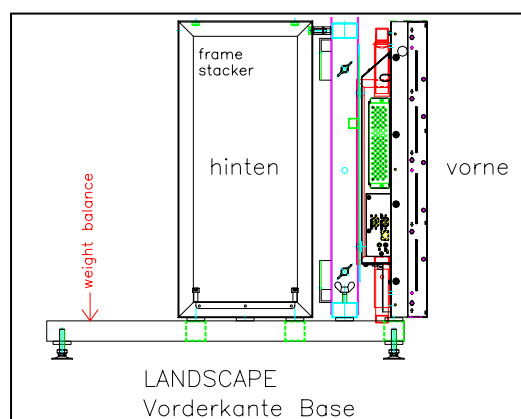 frame
stacker
hinten
vorne
weight balance
LANDSCAPE
Vorderkante Base